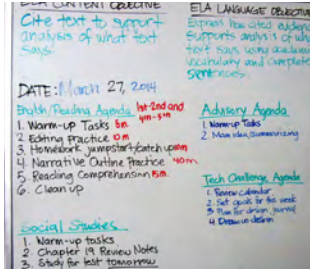 ELA CONTENT OBJECTIVE
Cite text to support
analysis of what text
says.
ELA LANGUAGE OBJECTIVE
Express how cited evidence
supports analysis of what
text says using academic
vocabulary and complete
sentences.
DATE: March 27, 2014
English/Reading Agenda 1st-2nd and
4th-5th
1. Warm-up Tasks 5m
2. Editing Practice 10m
3. Homework jumpstart/catch up
4. Narrative Outline Practice 40m
5. Reading Comprehension 15m.
6. Clean up
Social Studies
1. Warm-up tasks
2. Chapter 19 Review Notes
3. Study for test tomorrow
Advisory Agenda
1. Warm-up Tasks
2. Main idea/summarizing
Tech Challenge Agenda
1. Review calendar
2. Set goals for this week
3. Plan for driven, journal
4. Draw design